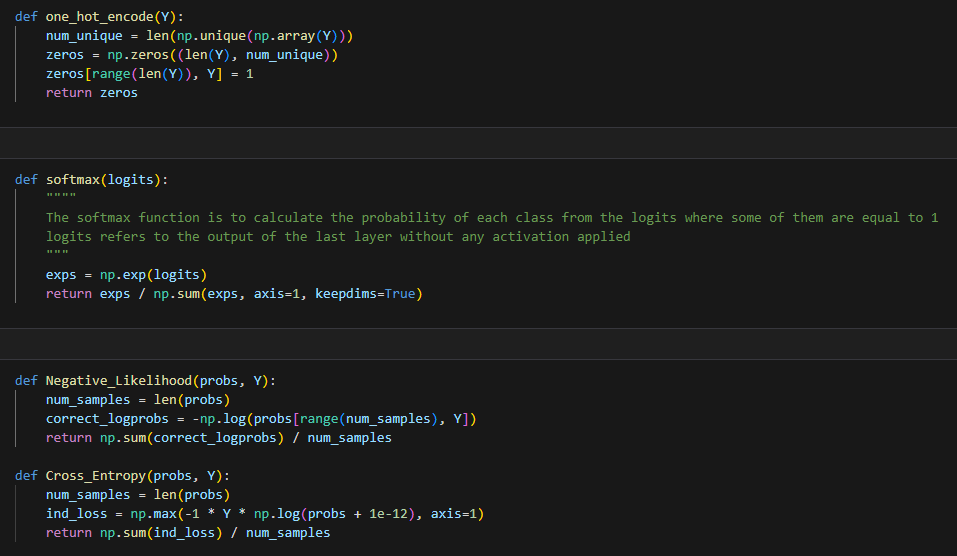 def one_hot_encode(Y):
    num_unique = len(np.unique(np.array(Y)))
    zeros = np.zeros((len(Y), num_unique))
    zeros[range(len(Y)), Y] = 1
    return zeros
def softmax(logits):
    """"
    The softmax function is to calculate the probability of each class from the logits where some of them are equal to 1
    logits refers to the output of the last layer without any activation applied
    """
    exps = np.exp(logits)
    return exps / np.sum(exps, axis=1, keepdims=True)
def Negative_Likelihood(probs, Y):
    num_samples = len(probs)
    correct_logprobs = -np.log(probs[range(num_samples), Y])
    return np.sum(correct_logprobs) / num_samples
def Cross_Entropy(probs, Y):
    num_samples = len(probs)
    ind_loss = np.max(-1 * Y * np.log(probs + 1e-12), axis=1)
    return np.sum(ind_loss) / num_samples